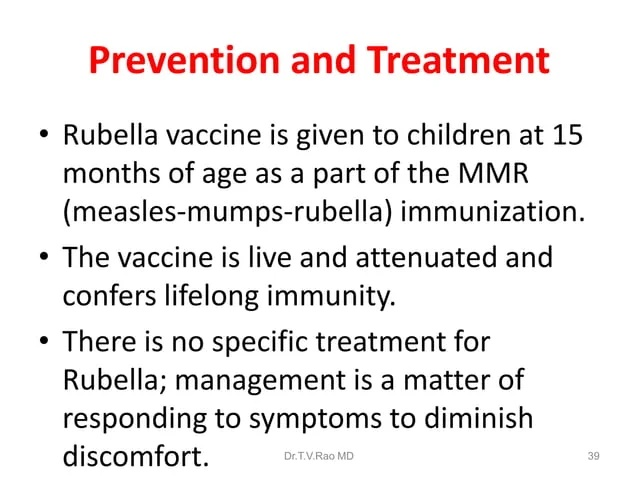 Prevention and Treatment
• Rubella vaccine is given to children at 15
months of age as a part of the MMR
(measles-mumps-rubella) immunization.
• The vaccine is live and attenuated and
confers lifelong immunity.
• There is no specific treatment for
Rubella; management is a matter of
responding to symptoms to diminish
discomfort.
Dr.T.V.Rao MD
39